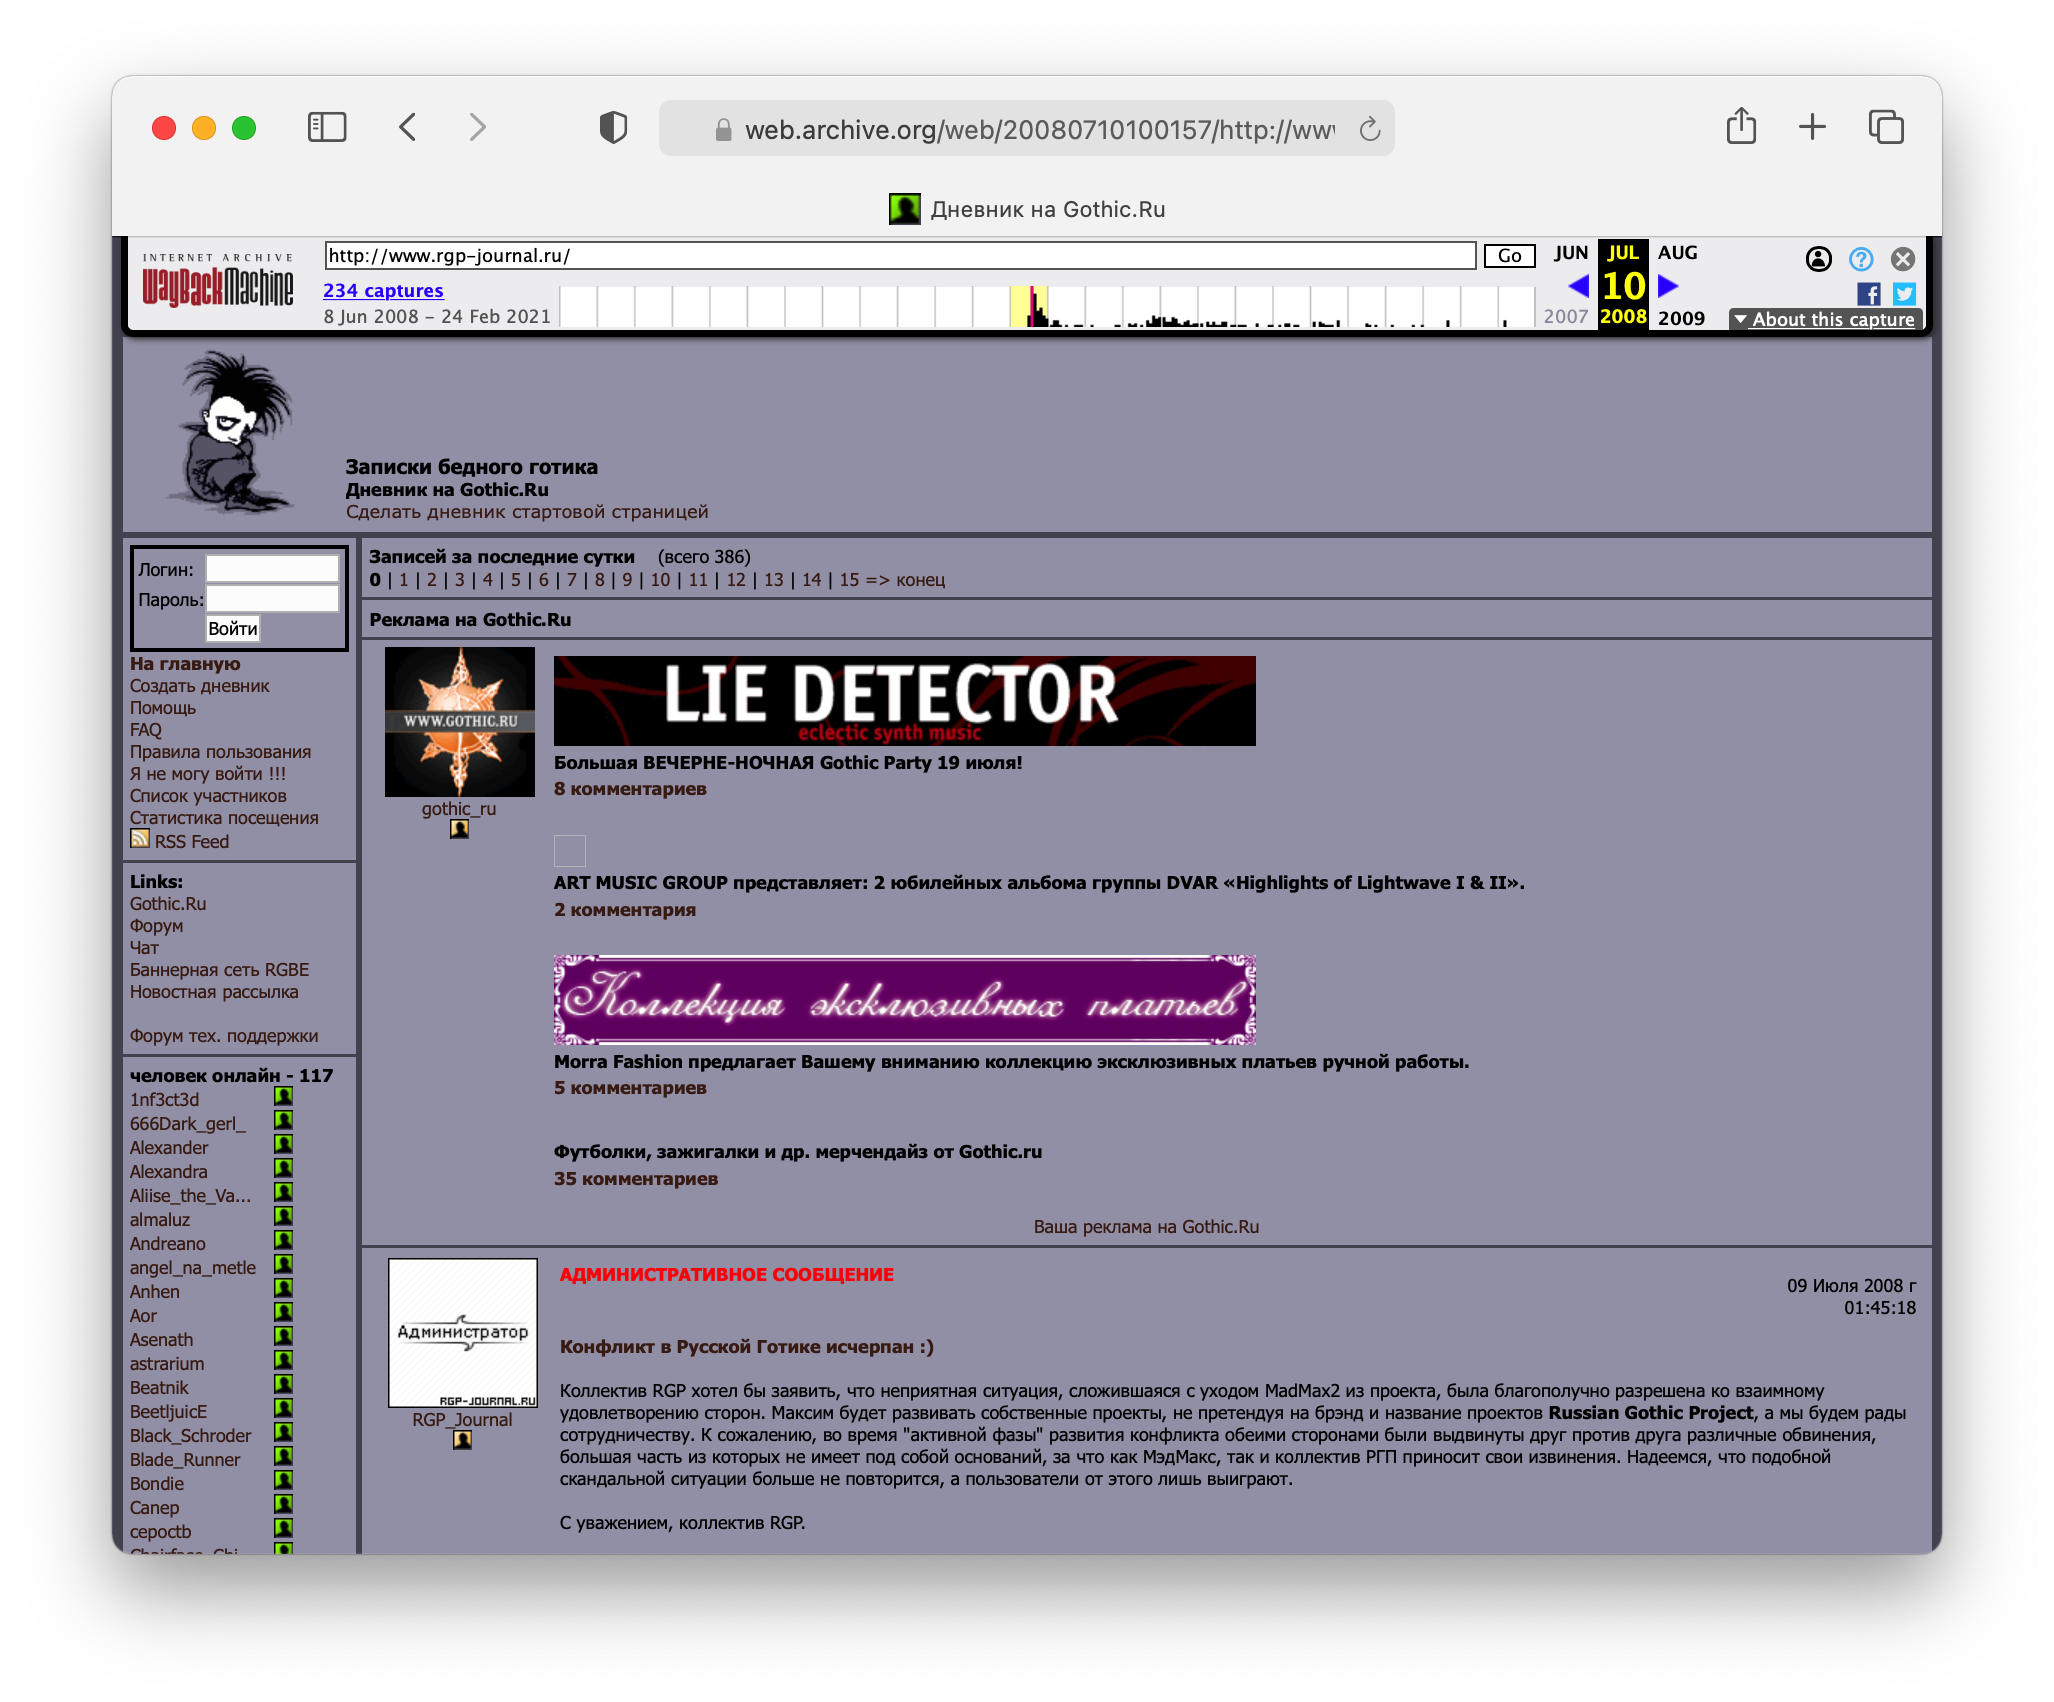 web.archive.org/web/20080710100157/http://ww
Дневник на Gothic.Ru
INTERNET ARCHIVE
WayBackMachine
http://www.rgp-journal.ru/
Go
JUN JUL AUG
234 captures
10
8 Jun 2008 – 24 Feb 2021
2007 2008 2009
About this capture
Записки бедного готика
Дневник на Gothic.Ru
Сделать дневник стартовой страницей
Логин:
Пароль:
Войти
На главную
Создать дневник
Помощь
FAQ
Правила пользования
Я не могу войти !!!
Список участников
Статистика посещения
RSS Feed
Links:
Gothic.Ru
Форум
Чат
Баннерная сеть RGBE
Новостная рассылка
Форум тех. поддержки
человек онлайн - 117
1nf3ct3d
666Dark_gerl_
Alexander
Alexandra
Aliise_the_Va...
almaluz
Andreano
angel_na_metle
Anhen
Aor
Asenath
astrarium
Beatnik
BeetljuicE
Black_Schroder
Blade_Runner
Bondie
Canep
cepoctb
Записей за последние сутки (всего 386)
0 | 1 | 2 | 3 | 4 | 5 | 6 | 7 | 8 | 9 | 10 | 11 | 12 | 13 | 14 | 15 => конец
Реклама на Gothic.Ru
WWW.GOTHIC.RU
gothic_ru
LIE DETECTOR
eclectic synth music
Большая ВЕЧЕРНЕ-НОЧНАЯ Gothic Party 19 июля!
8 комментариев
ART MUSIC GROUP представляет: 2 юбилейных альбома группы DVAR «Highlights of Lightwave I & II».
2 комментария
Коллекция эксклюзивных платьев
Morra Fashion предлагает Вашему вниманию коллекцию эксклюзивных платьев ручной работы.
5 комментариев
Футболки, зажигалки и др. мерчендайз от Gothic.ru
35 комментариев
Ваша реклама на Gothic.Ru
Администратор
RGP-JOURNAL.RU
RGP_Journal
АДМИНИСТРАТИВНОЕ СООБЩЕНИЕ
09 Июля 2008 г
01:45:18
Конфликт в Русской Готике исчерпан :)
Коллектив RGP хотел бы заявить, что неприятная ситуация, сложившаяся с уходом MadMax2 из проекта, была благополучно разрешена ко взаимному
удовлетворению сторон. Максим будет развивать собственные проекты, не претендуя на брэнд и название проектов Russian Gothic Project, а мы будем рады
сотрудничеству. К сожалению, во время "активной фазы" развития конфликта обеими сторонами были выдвинуты друг против друга различные обвинения,
большая часть из которых не имеет под собой оснований, за что как МэдМакс, так и коллектив РГП приносит свои извинения. Надеемся, что подобной
скандальной ситуации больше не повторится, а пользователи от этого лишь выиграют.
С уважением, коллектив RGP.